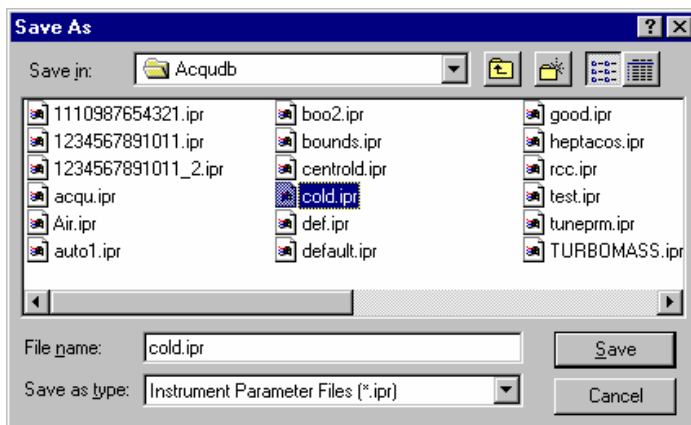 Save As
Save in: Acqudb
1110987654321.ipr boo2.ipr good.ipr
1234567891011.ipr bounds.ipr heptacos.ipr
1234567891011_2.ipr centrold.ipr rcc.ipr
acqu.ipr cold.ipr test.ipr
Air.ipr def.ipr tuneprm.ipr
auto1.ipr default.ipr TURBOMASS.ipr
File name: cold.ipr Save
Save as type: Instrument Parameter Files (*.ipr) Cancel